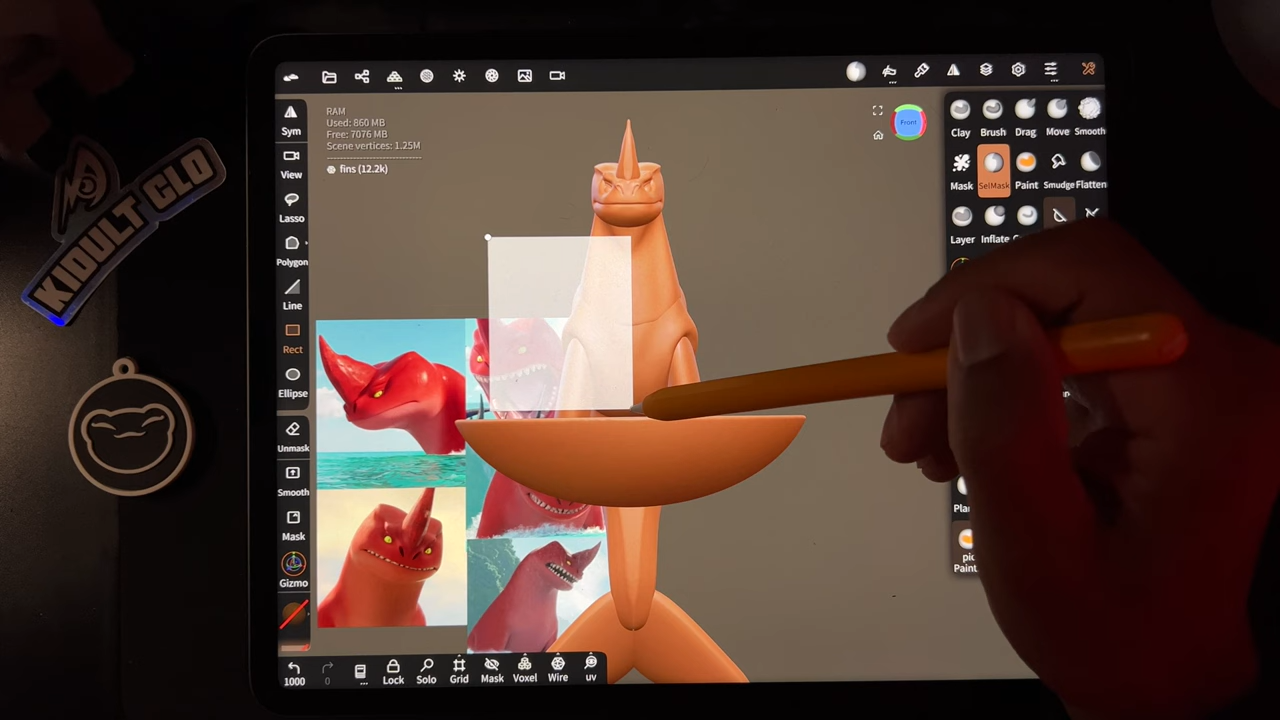 KIDULT CLO
RAM
Used: 860 MB
Free: 7076 MB
Scene vertices: 1.25M
fins (12.2k)
Front
Sym
View
Lasso
Polygon
Line
Rect
Ellipse
Unmask
Smooth
Mask
Gizmo
1000
0
Lock
Solo
Grid
Mask
Voxel
Wire
uv
Clay
Brush
Drag
Move
Smooth
Mask
SelMask
Paint
Smudge
Flatten
Layer
Inflate
pic
Paint